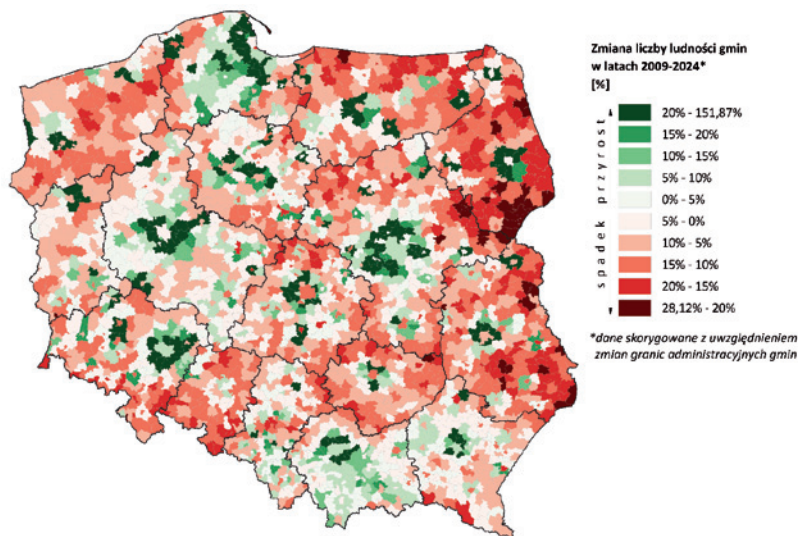 Zmiana liczby ludności gmin
w latach 2009-2024*
[%]
20% - 151,87%
15% - 20%
10% - 15%
5% - 10%
0% - 5%
5% - 0%
10% - 5%
15% - 10%
20% - 15%
28,12% - 20%
spadek przyrost
*dane skorygowane z uwzględnieniem
zmian granic administracyjnych gmin